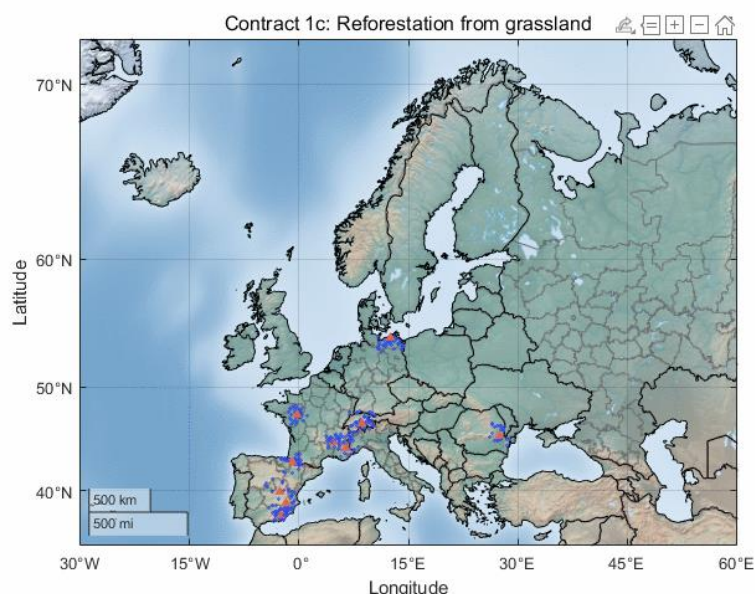 Contract 1c: Reforestation from grassland
70°N
60°N
50°N
40°N
Latitude
500 km
500 mi
30°W
15°W
0°
15°E
30°E
45°E
60°E
Longitude